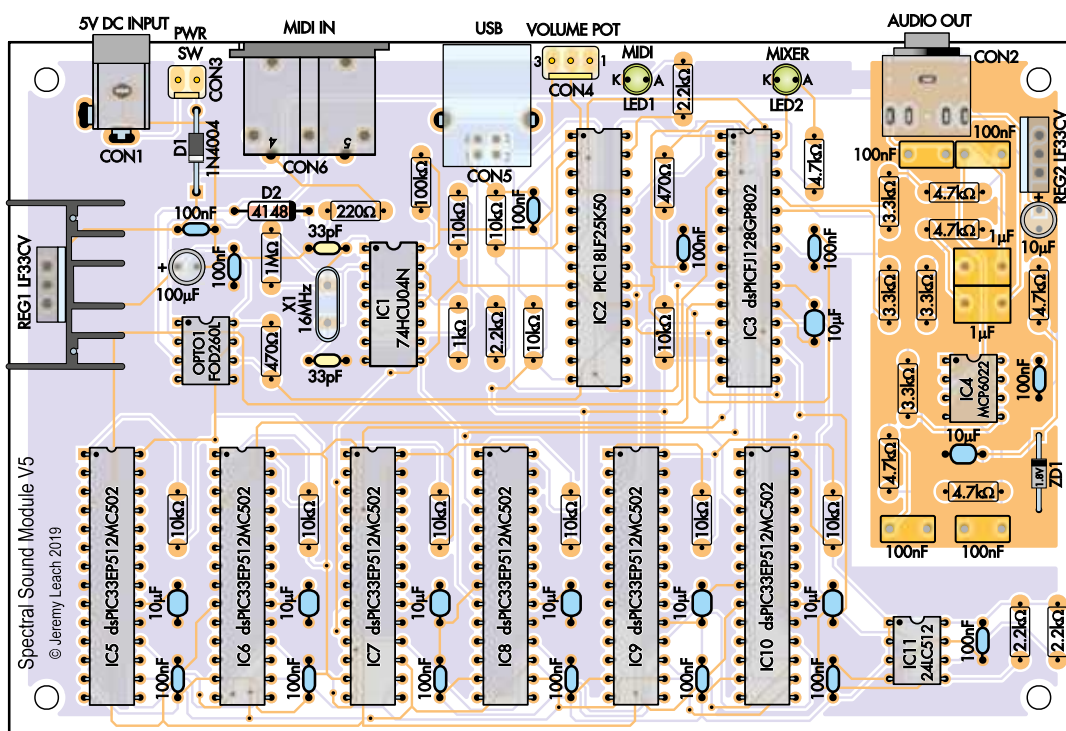 5V DC INPUT
PWR
SW
MIDI IN
USB
VOLUME POT
MIDI
MIXER
AUDIO OUT
CON1
CON3
CON6
4
5
CON5
3
1
CON4
K
A
LED1
K
A
LED2
CON2
D1
1N4004
D2
4148
220Ω
100kΩ
10kΩ
10kΩ
100nF
2.2kΩ
470Ω
4.7kΩ
100nF
100nF
3.3kΩ
4.7kΩ
4.7kΩ
REG2 LF33CV
+
10µF
100nF
33pF
REG1 LF33CV
+
100µF
100nF
1MΩ
X1
16MHz
IC1
74HCU04N
IC2 PIC18LF25K50
100nF
IC3 dsPICFJ128GP802
100nF
1µF
3.3kΩ
3.3kΩ
4.7kΩ
1µF
OPTO1
FOD260L
470Ω
33pF
1kΩ
2.2kΩ
10kΩ
10kΩ
10µF
3.3kΩ
IC4
MCP6022
100nF
10µF
4.7kΩ
4.7kΩ
1.8V
ZD1
100nF
100nF
Spectral Sound Module V5
© Jeremy Leach 2019
IC5 dsPIC33EP512MC502
10kΩ
10µF
100nF
IC6 dsPIC33EP512MC502
10kΩ
10µF
100nF
IC7 dsPIC33EP512MC502
10kΩ
10µF
100nF
IC8 dsPIC33EP512MC502
10kΩ
10µF
100nF
IC9 dsPIC33EP512MC502
10kΩ
10µF
100nF
IC10 dsPIC33EP512MC502
10kΩ
10µF
100nF
IC11
24LC512
100nF
2.2kΩ
2.2kΩ